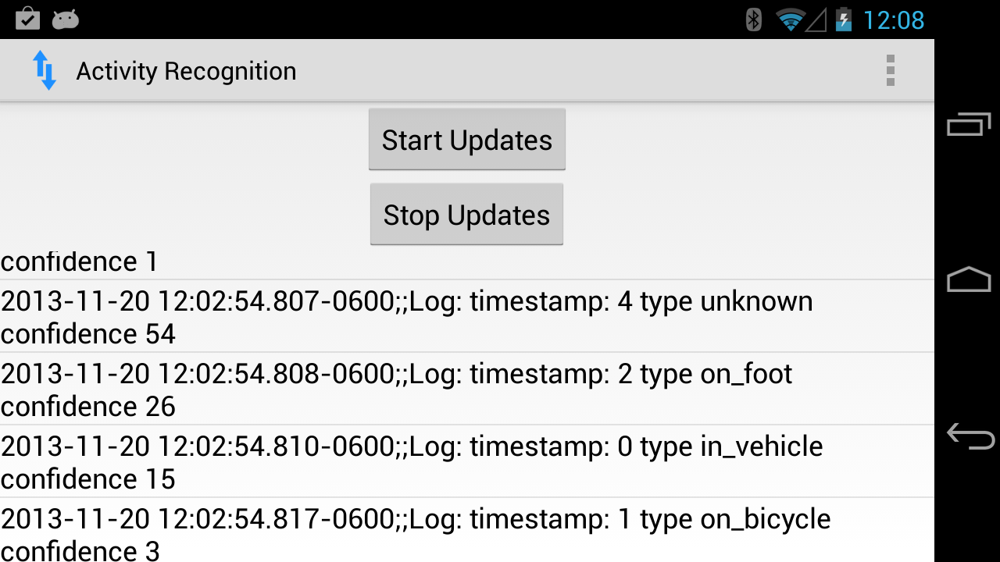 12:08
Activity Recognition
Start Updates
Stop Updates
confidence 1
2013-11-20 12:02:54.807-0600;;Log: timestamp: 4 type unknown
confidence 54
2013-11-20 12:02:54.808-0600;;Log: timestamp: 2 type on_foot
confidence 26
2013-11-20 12:02:54.810-0600;;Log: timestamp: 0 type in_vehicle
confidence 15
2013-11-20 12:02:54.817-0600;;Log: timestamp: 1 type on_bicycle
confidence 3